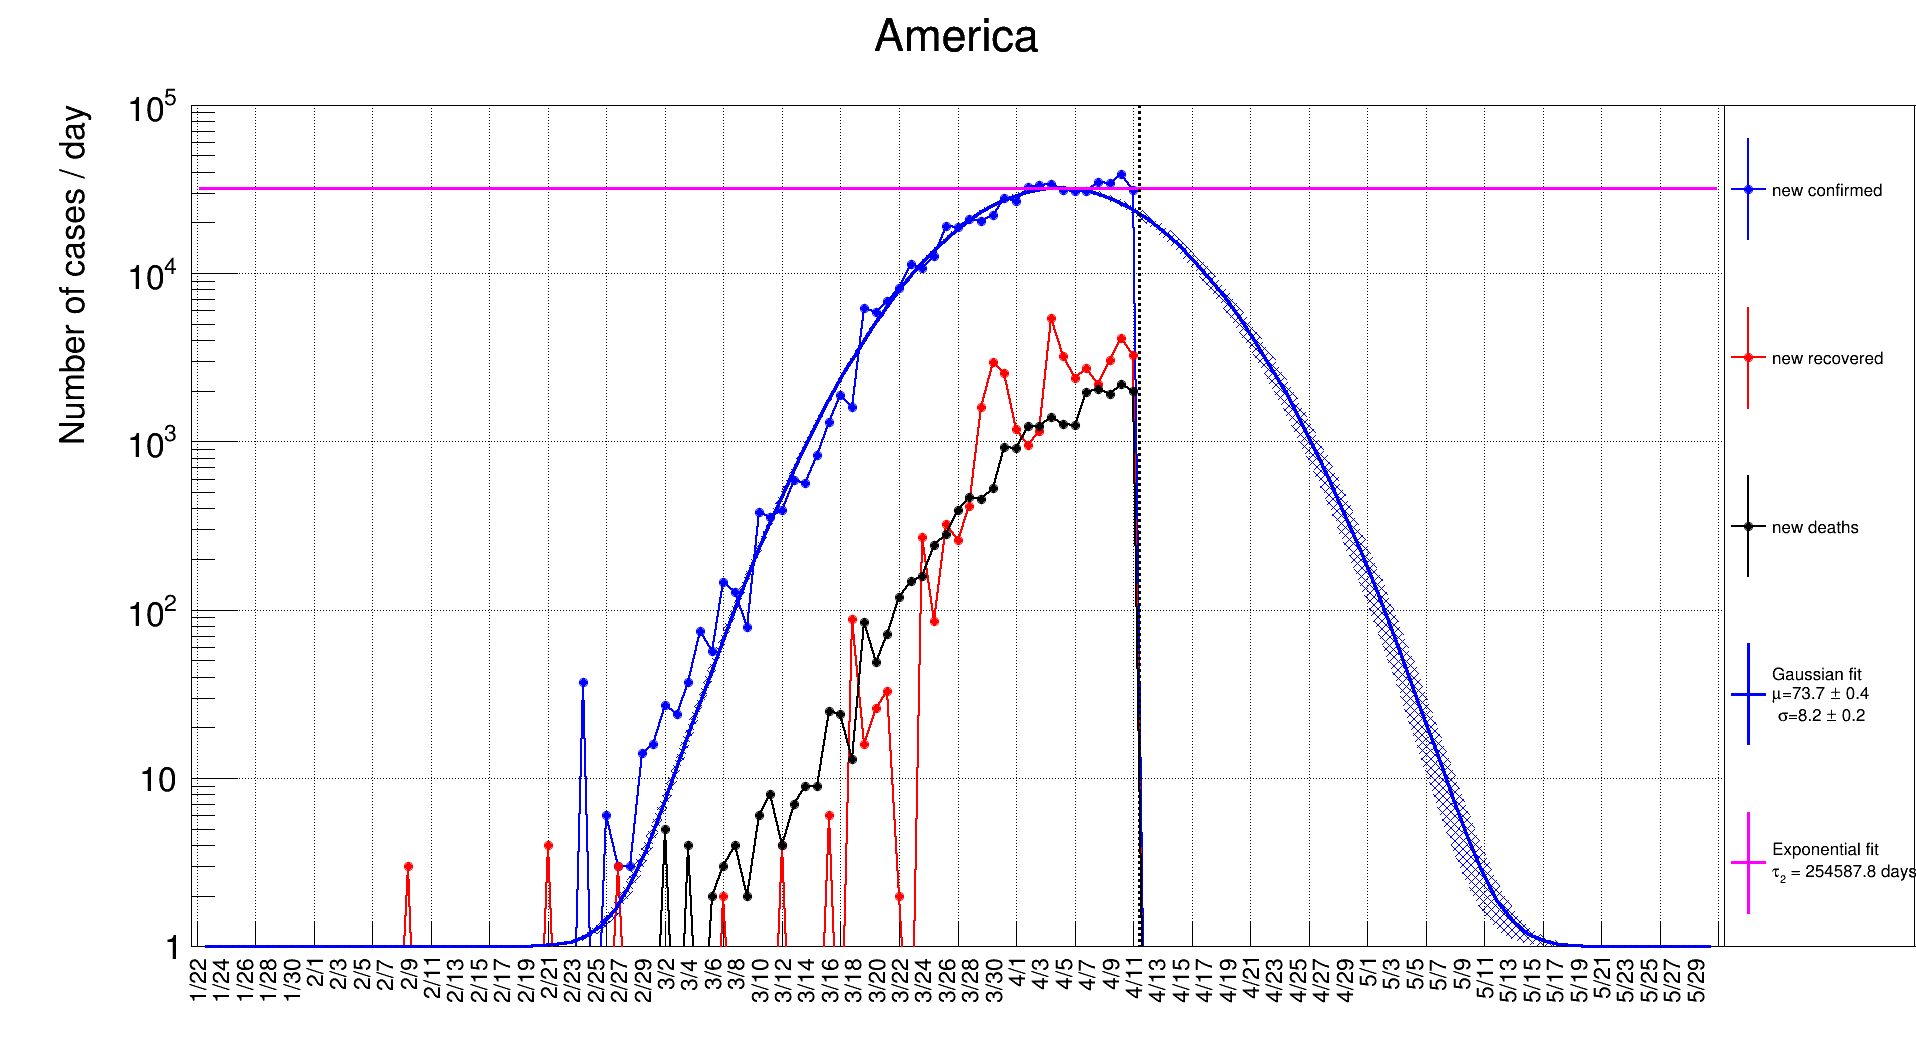 America
Number of cases / day
10^5
10^4
10^3
10^2
10
1
1/22 1/24 1/26 1/28 1/30 2/1 2/3 2/5 2/7 2/9 2/11 2/13 2/15 2/17 2/19 2/21 2/23 2/25 2/27 2/29 3/2 3/4 3/6 3/8 3/10 3/12 3/14 3/16 3/18 3/20 3/22 3/24 3/26 3/28 3/30 4/1 4/3 4/5 4/7 4/9 4/11 4/13 4/15 4/17 4/19 4/21 4/23 4/25 4/27 4/29 5/1 5/3 5/5 5/7 5/9 5/11 5/13 5/15 5/17 5/19 5/21 5/23 5/25 5/27 5/29
new confirmed
new recovered
new deaths
Gaussian fit
μ=73.7 ± 0.4
σ=8.2 ± 0.2
Exponential fit
τ₂ = 254587.8 days